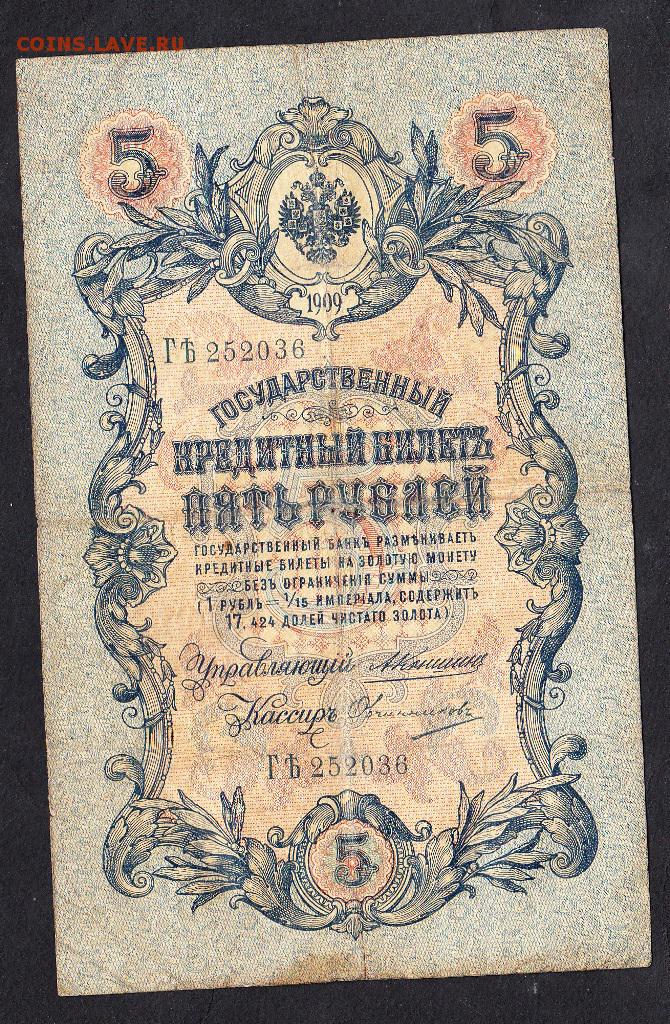 COINS.LAVE.RU
5 5
1909
ГѢ 252036
ГОСУДАРСТВЕННЫЙ
КРЕДИТНЫЙ БИЛЕТЪ
ПЯТЬ РУБЛЕЙ
ГОСУДАРСТВЕННЫЙ БАНКЪ РАЗМѢНИВАЕТЪ
КРЕДИТНЫЕ БИЛЕТЫ НА ЗОЛОТУЮ МОНЕТУ
БЕЗЪ ОГРАНИЧЕНІЯ СУММЫ
(1 РУБЛЬ = 1/15 ИМПЕРІАЛА, СОДЕРЖИТЪ
17,424 ДОЛЕЙ ЧИСТАГО ЗОЛОТА).
Управляющій А. Коншинъ
Кассиръ Овчинниковъ
ГѢ 252036
5